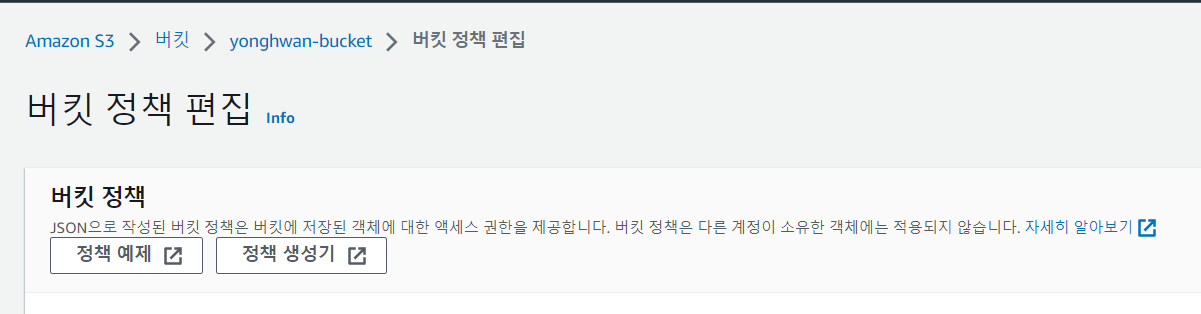 Amazon S3 > 버킷 > yonghwan-bucket > 버킷 정책 편집
버킷 정책 편집 Info
버킷 정책
JSON으로 작성된 버킷 정책은 버킷에 저장된 객체에 대한 액세스 권한을 제공합니다. 버킷 정책은 다른 계정이 소유한 객체에는 적용되지 않습니다. 자세히 알아보기
정책 예제 정책 생성기